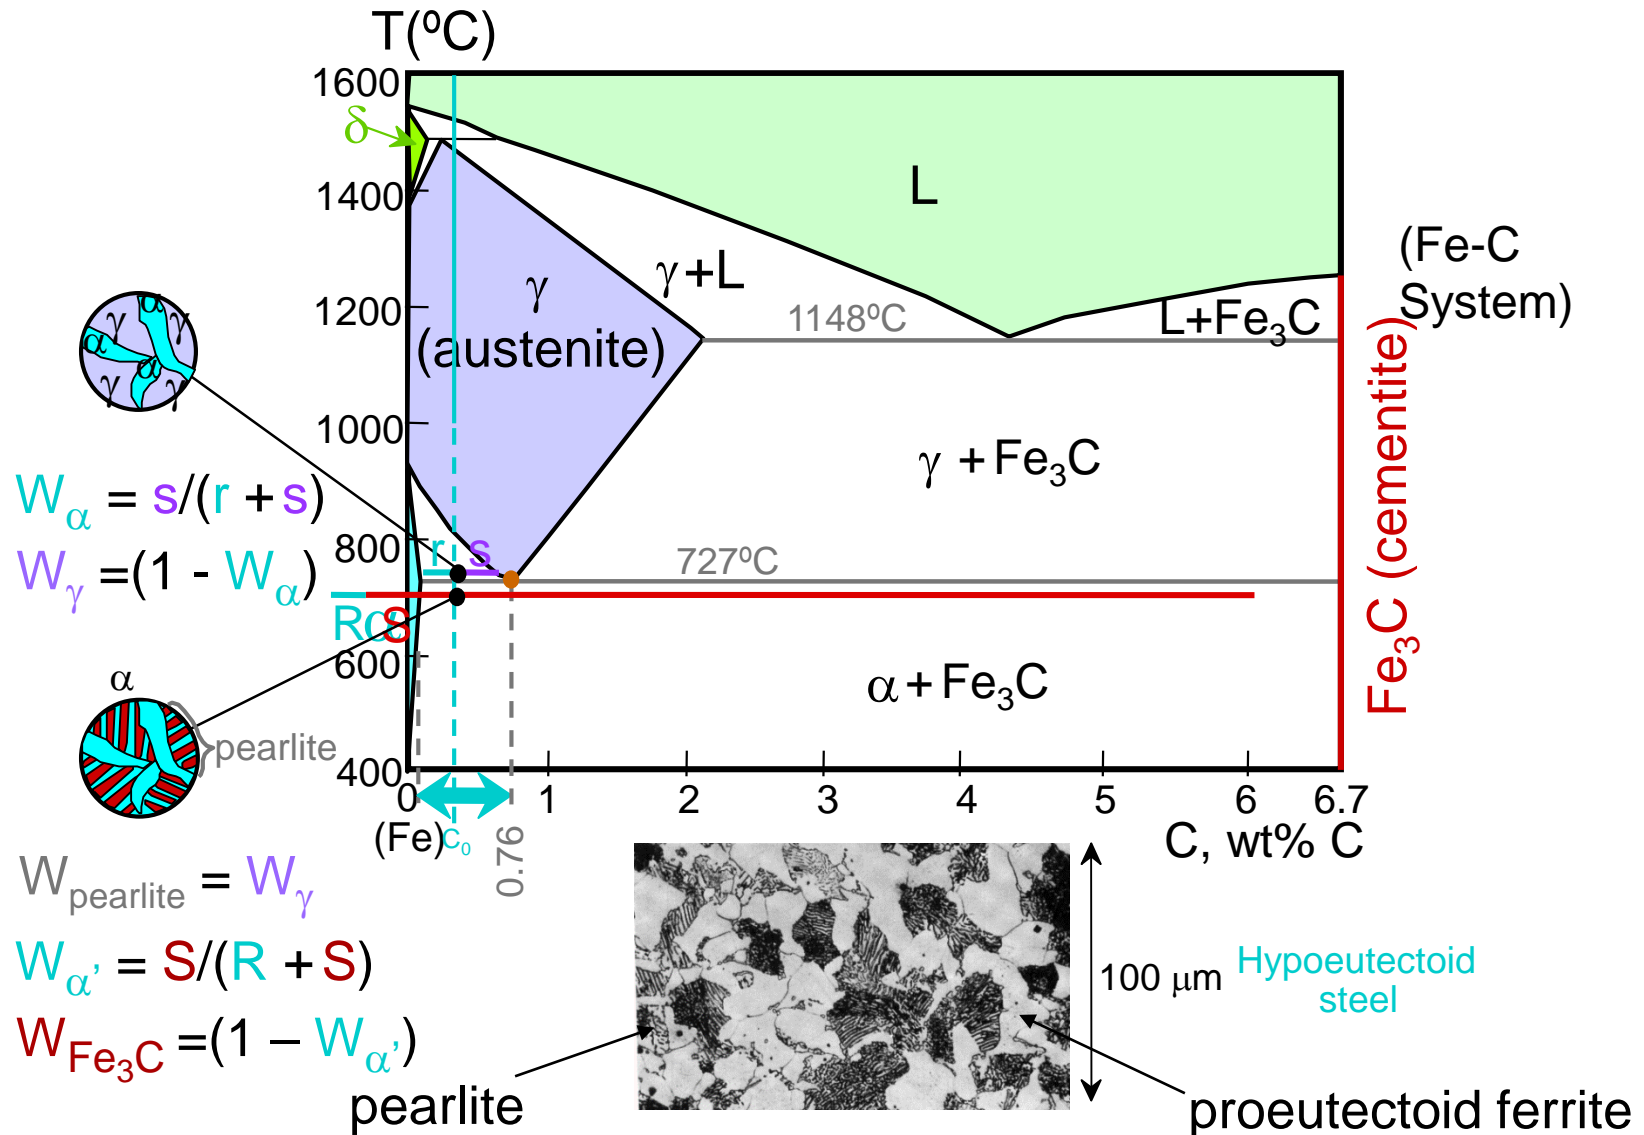 T(ºC)
1600
δ
1400
L
(Fe-C
System)
γ+L
γ
(austenite)
1200
1148ºC
L+Fe3C
α
γ
γ
α
α
γ
γ
1000
γ + Fe3C
Fe3C (cementite)
Wα = s/(r + s)
Wγ =(1 - Wα)
800
r
s
727ºC
R
α
S
600
α + Fe3C
α
pearlite
400
0
1
2
3
4
5
6
6.7
(Fe)
C0
0.76
C, wt% C
Wpearlite = Wγ
Wα' = S/(R + S)
WFe3C =(1 – Wα')
100 μm
Hypoeutectoid
steel
pearlite
proeutectoid ferrite